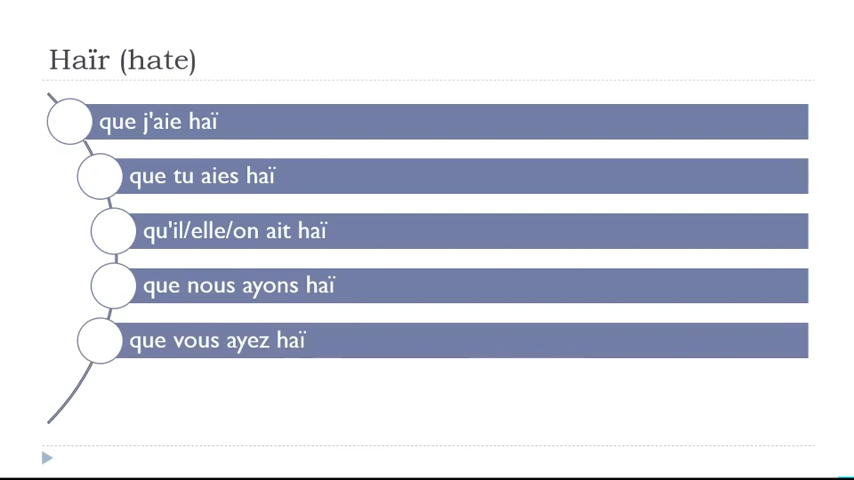 Haïr (hate)
que j'aie haï
que tu aies haï
qu'il/elle/on ait haï
que nous ayons haï
que vous ayez haï